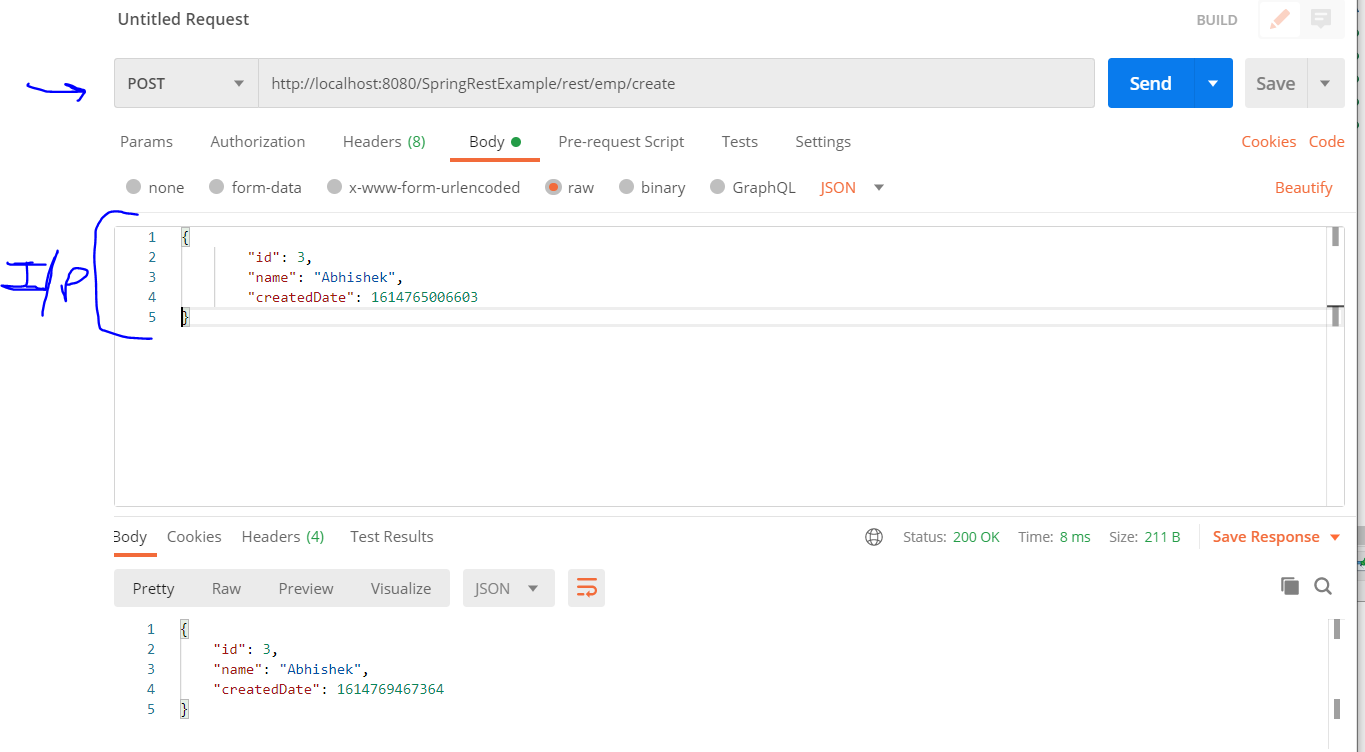 Untitled Request
BUILD
POST http://localhost:8080/SpringRestExample/rest/emp/create Send Save
Params Authorization Headers (8) Body Pre-request Script Tests Settings Cookies Code
none form-data x-www-form-urlencoded raw binary GraphQL JSON Beautify
I/P
1 {
2 "id": 3,
3 "name": "Abhishek",
4 "createdDate": 1614765006603
5 }
Body Cookies Headers (4) Test Results Status: 200 OK Time: 8 ms Size: 211 B Save Response
Pretty Raw Preview Visualize JSON
1 {
2 "id": 3,
3 "name": "Abhishek",
4 "createdDate": 1614769467364
5 }